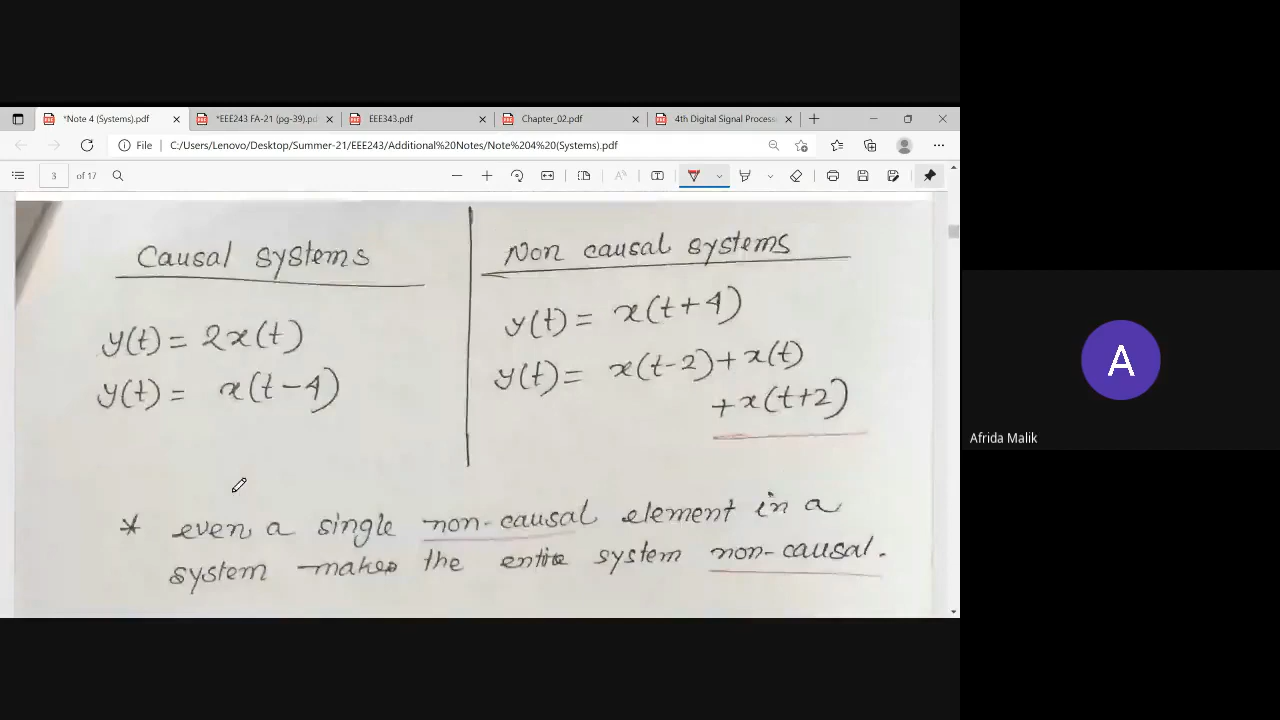 *Note 4 (Systems).pdf
*EEE243 FA-21 (pg-39).pd
EEE343.pdf
Chapter_02.pdf
4th Digital Signal Process
File
C:/Users/Lenovo/Desktop/Summer-21/EEE243/Additional%20Notes/Note%204%20(Systems).pdf
3 of 17
Causal systems
y(t) = 2x(t)
y(t) = x(t-4)
Non causal systems
y(t) = x(t+4)
y(t) = x(t-2)+x(t)
+x(t+2)
* even a single non-causal element in a
system makes the entire system non-causal.
A
Afrida Malik